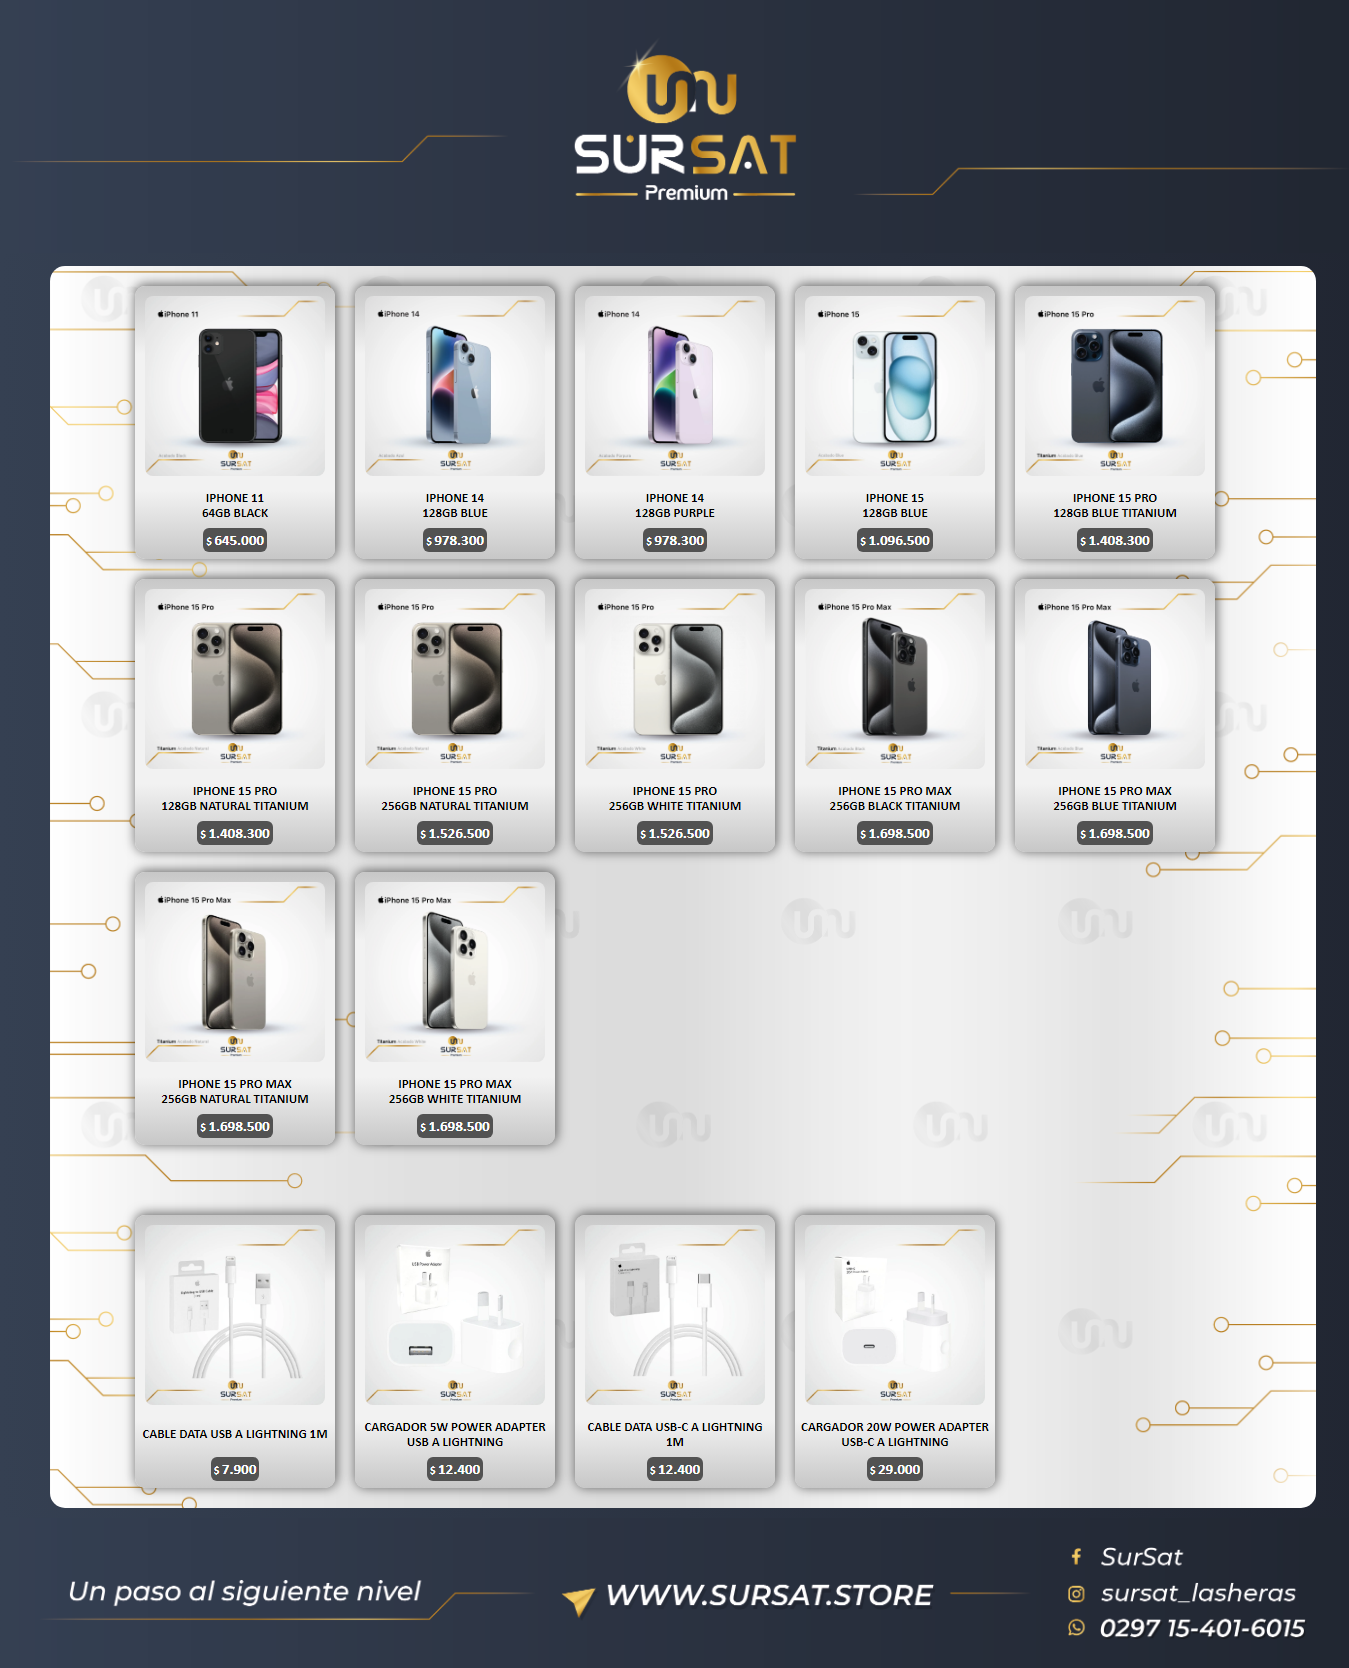 SURSAT
Premium
iPhone 11
iPhone 14
iPhone 14
iPhone 15
iPhone 15 Pro
SURSAT
SURSAT
SURSAT
SURSAT
Titanium
SURSAT
IPHONE 11
64GB BLACK
$ 645.000
IPHONE 14
128GB BLUE
$ 978.300
IPHONE 14
128GB PURPLE
$ 978.300
IPHONE 15
128GB BLUE
$ 1.096.500
IPHONE 15 PRO
128GB BLUE TITANIUM
$ 1.408.300
iPhone 15 Pro
iPhone 15 Pro
iPhone 15 Pro
iPhone 15 Pro Max
iPhone 15 Pro Max
Titanium
SURSAT
Titanium
SURSAT
Titanium
SURSAT
Titanium
SURSAT
Titanium
SURSAT
IPHONE 15 PRO
128GB NATURAL TITANIUM
$ 1.408.300
IPHONE 15 PRO
256GB NATURAL TITANIUM
$ 1.526.500
IPHONE 15 PRO
256GB WHITE TITANIUM
$ 1.526.500
IPHONE 15 PRO MAX
256GB BLACK TITANIUM
$ 1.698.500
IPHONE 15 PRO MAX
256GB BLUE TITANIUM
$ 1.698.500
iPhone 15 Pro Max
iPhone 15 Pro Max
Titanium
SURSAT
Titanium
SURSAT
IPHONE 15 PRO MAX
256GB NATURAL TITANIUM
$ 1.698.500
IPHONE 15 PRO MAX
256GB WHITE TITANIUM
$ 1.698.500
SURSAT
SURSAT
SURSAT
SURSAT
CABLE DATA USB A LIGHTNING 1M
$ 7.900
CARGADOR 5W POWER ADAPTER
USB A LIGHTNING
$ 12.400
CABLE DATA USB-C A LIGHTNING
1M
$ 12.400
CARGADOR 20W POWER ADAPTER
USB-C A LIGHTNING
$ 29.000
Un paso al siguiente nivel
WWW.SURSAT.STORE
SurSat
sursat_lasheras
0297 15-401-6015